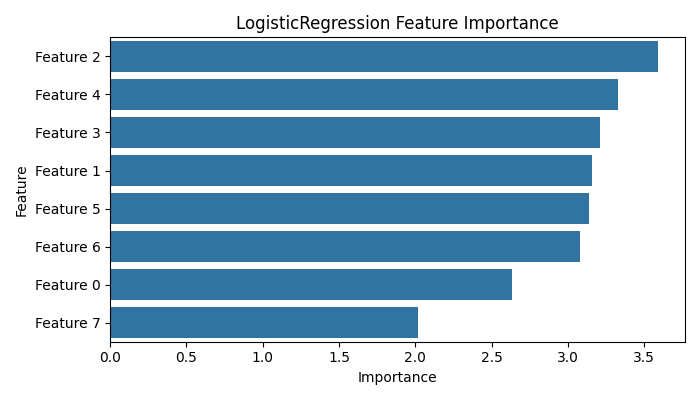 LogisticRegression Feature Importance
Feature 2
Feature 4
Feature 3
Feature 1
Feature 5
Feature 6
Feature 0
Feature 7
Feature
0.0 0.5 1.0 1.5 2.0 2.5 3.0 3.5
Importance